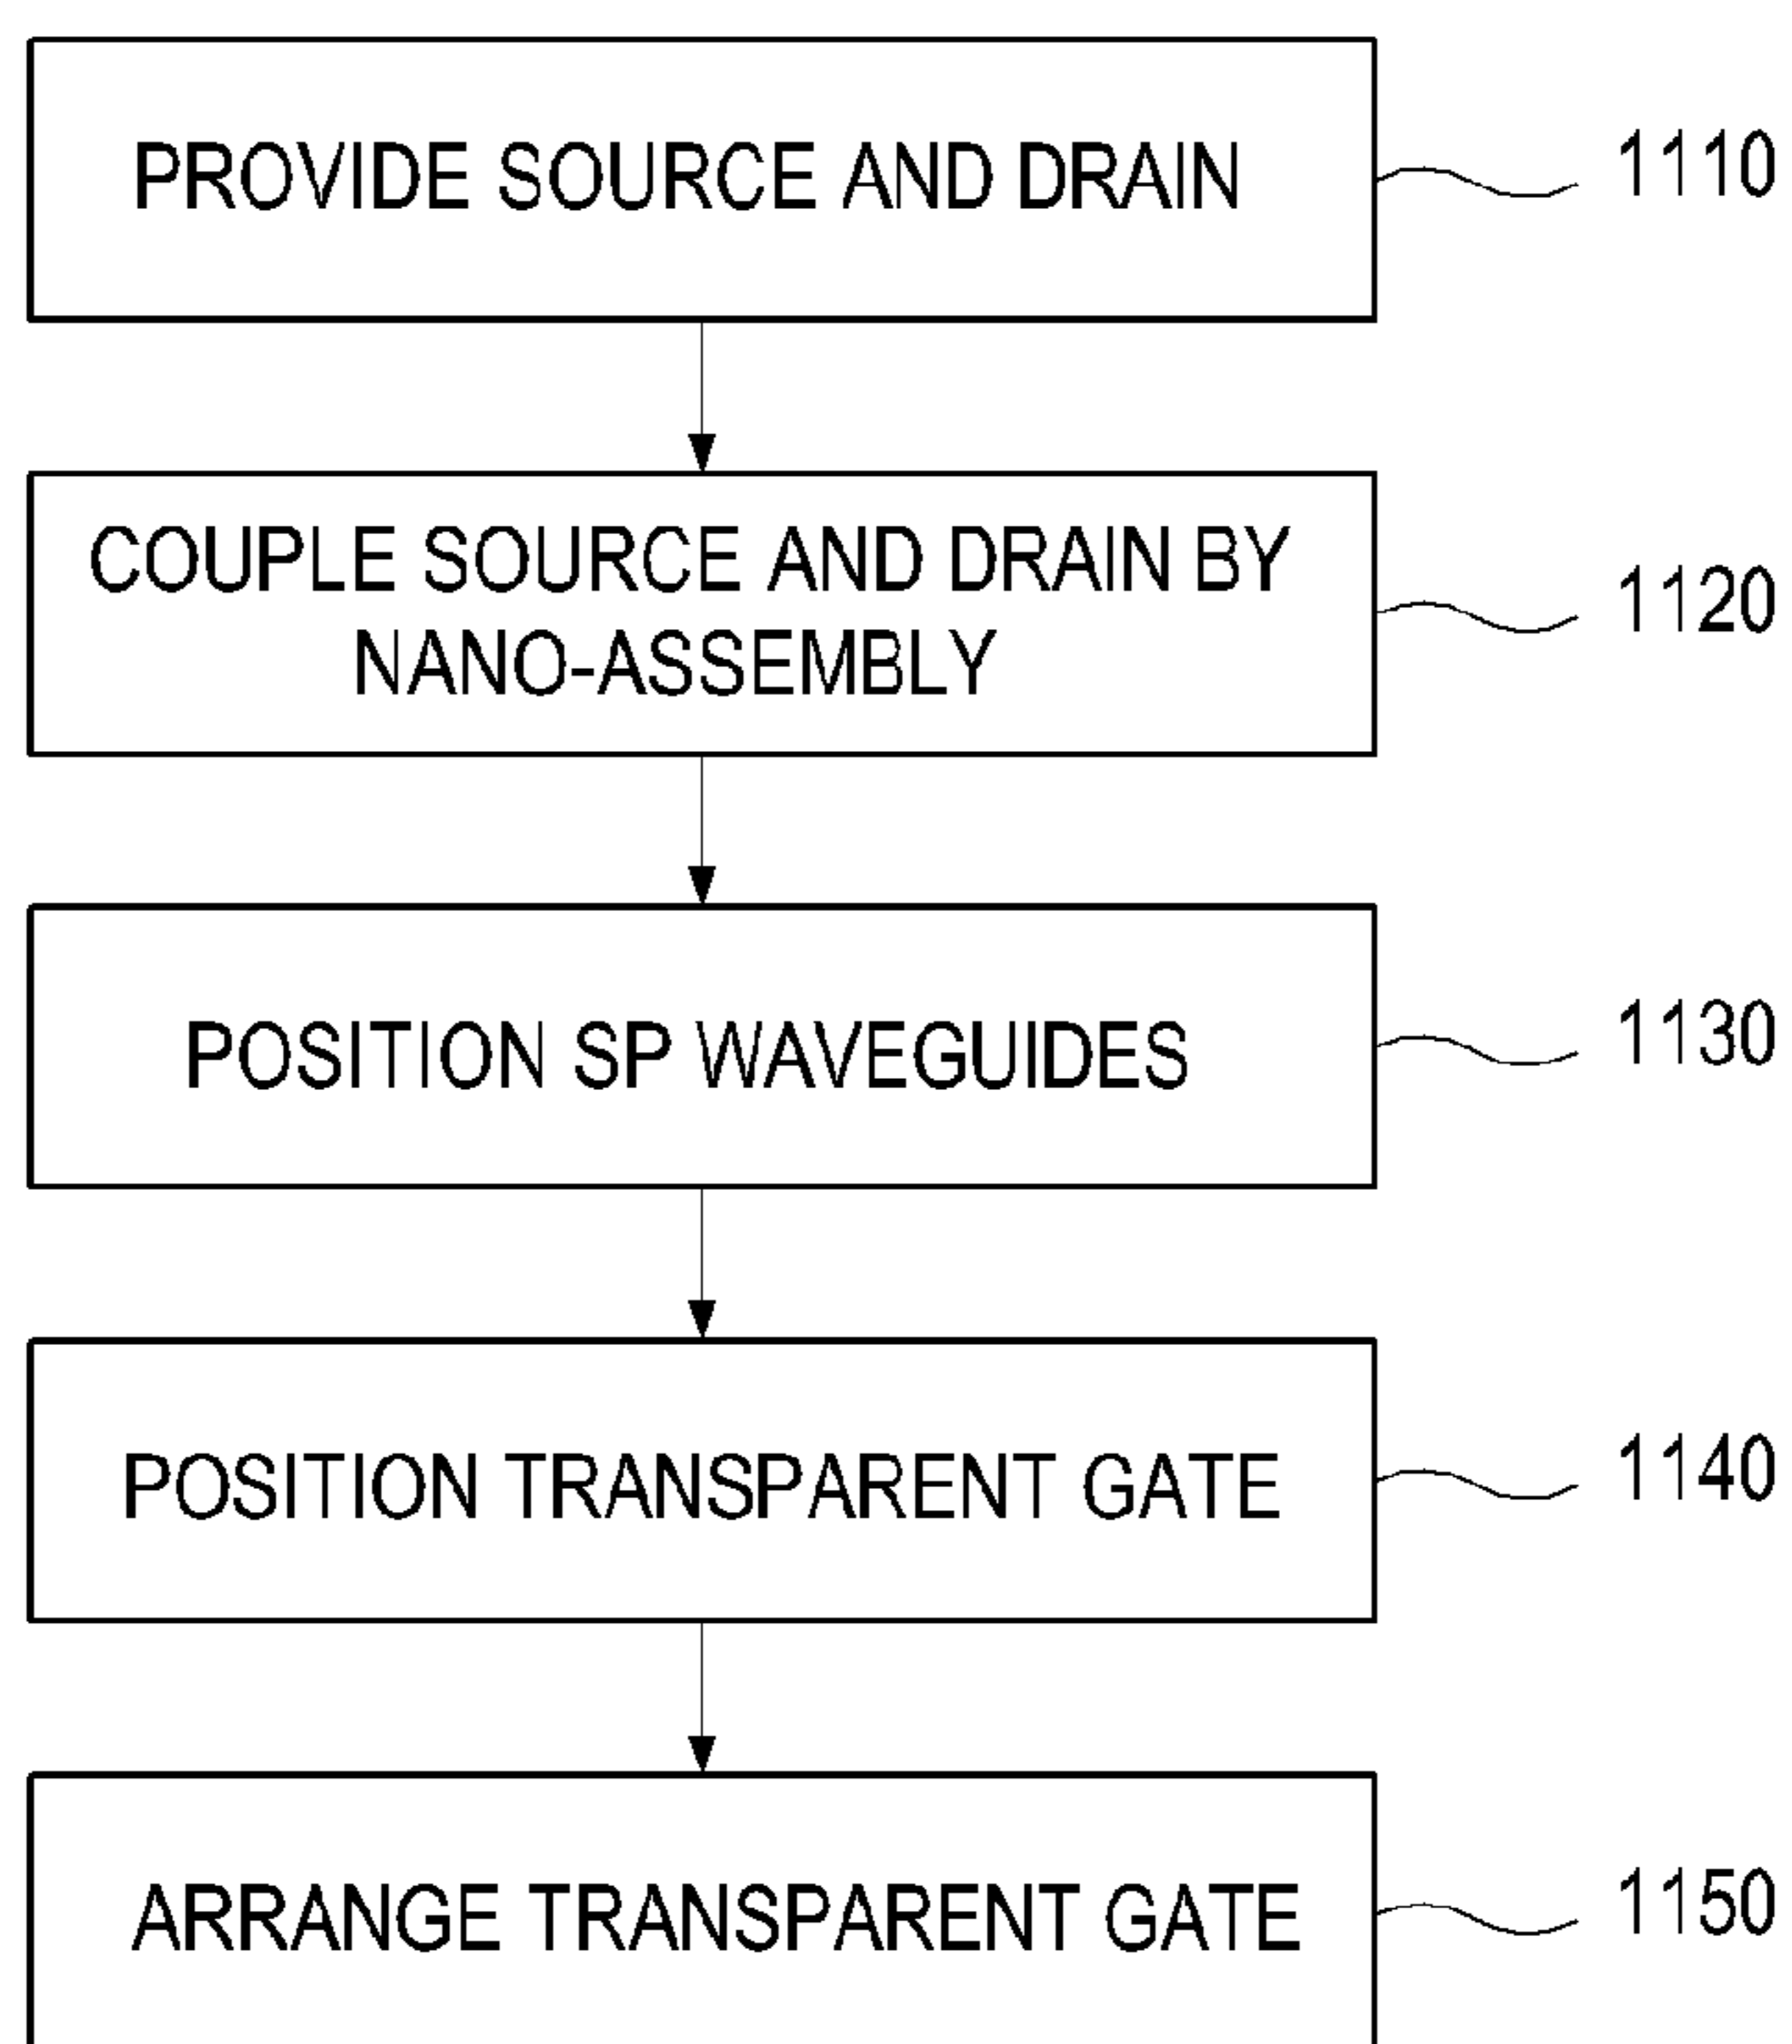 PROVIDE SOURCE AND DRAIN
1110
COUPLE SOURCE AND DRAIN BY
NANO-ASSEMBLY
1120
POSITION SP WAVEGUIDES
1130
POSITION TRANSPARENT GATE
1140
ARRANGE TRANSPARENT GATE
1150